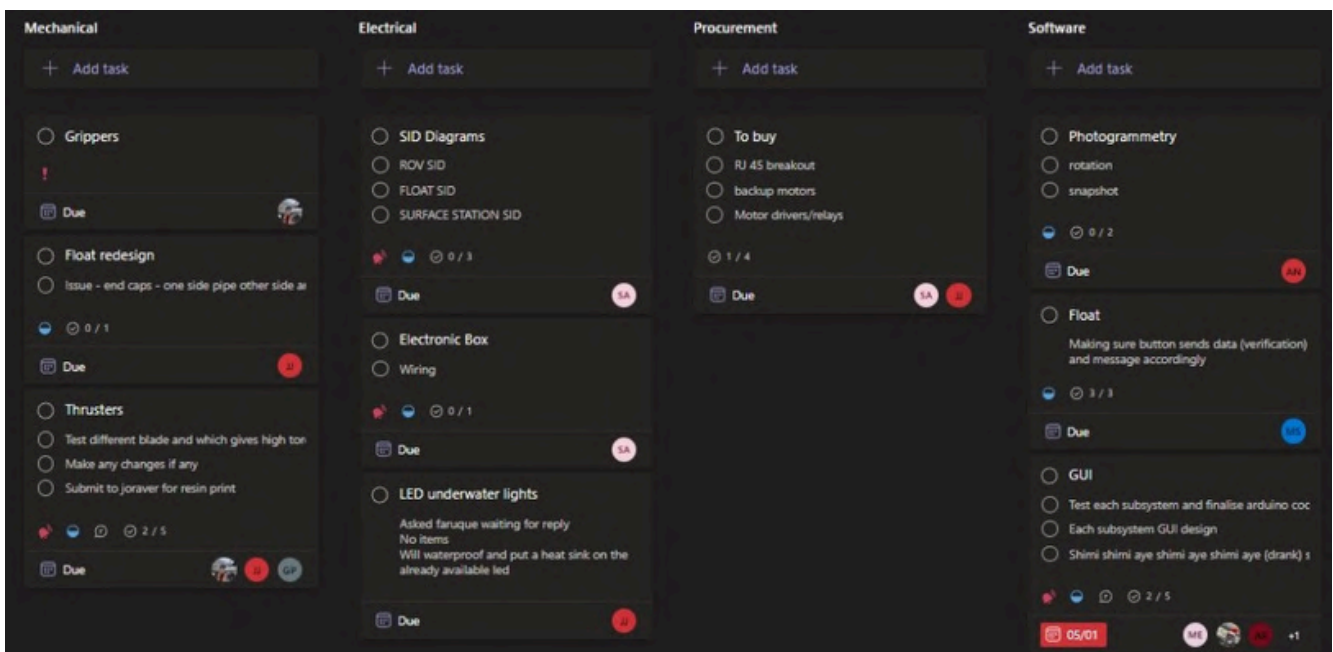 Mechanical
Add task
Grippers
Due
Float redesign
Issue - end caps - one side pipe other side ar
0 / 1
Due
JJ
Thrusters
Test different blade and which gives high tor
Make any changes if any
Submit to joraver for resin print
2 / 5
Due
JJ
GP
Electrical
Add task
SID Diagrams
ROV SID
FLOAT SID
SURFACE STATION SID
0 / 3
Due
SA
Electronic Box
Wiring
0 / 1
Due
SA
LED underwater lights
Asked faruque waiting for reply
No items
Will waterproof and put a heat sink on the
already available led
Due
JJ
Procurement
Add task
To buy
RJ 45 breakout
backup motors
Motor drivers/relays
1 / 4
Due
SA
JJ
Software
Add task
Photogrammetry
rotation
snapshot
0 / 2
Due
AN
Float
Making sure button sends data (verification)
and message accordingly
3 / 3
Due
MS
GUI
Test each subsystem and finalise arduino coc
Each subsystem GUI design
Shimi shimi aye shimi aye shimi aye (drank) s
2 / 5
05/01
ME
+1